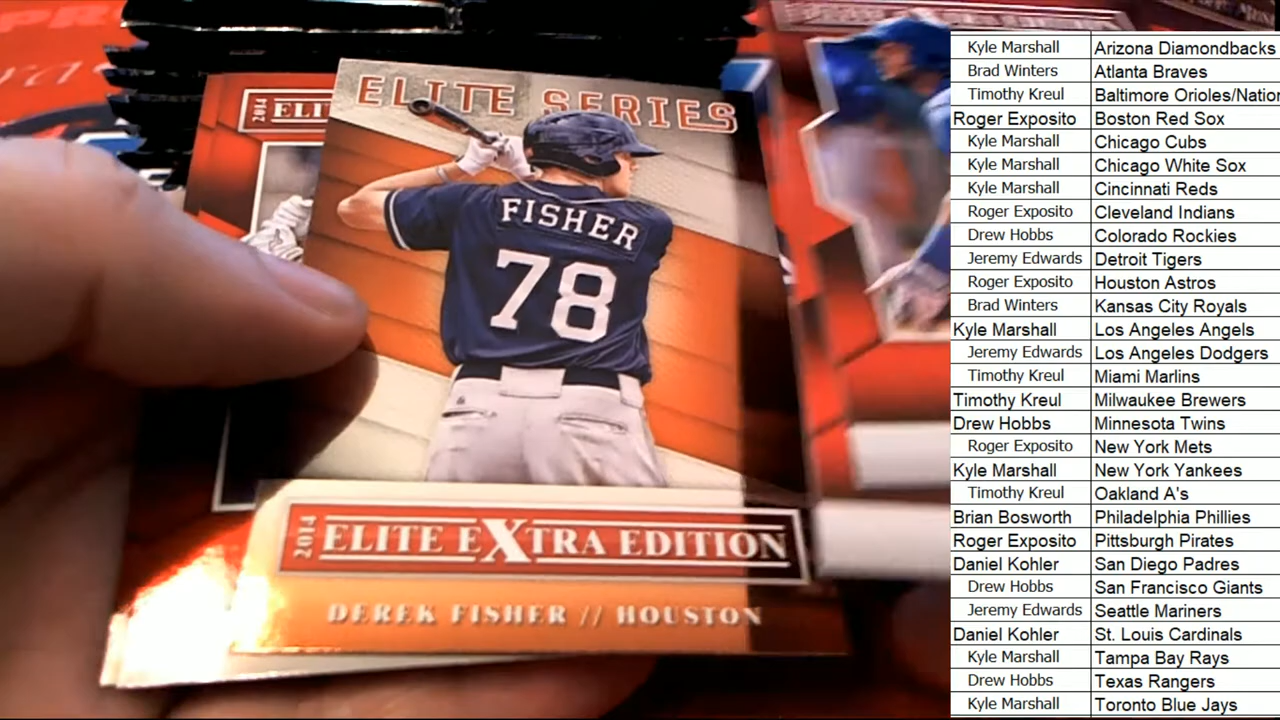 ELITE SERIES
2014 ELI
FISHER
78
2014 ELITE EXTRA EDITION
DEREK FISHER // HOUSTON
Kyle Marshall Arizona Diamondbacks
Brad Winters Atlanta Braves
Timothy Kreul Baltimore Orioles/Nation
Roger Exposito Boston Red Sox
Kyle Marshall Chicago Cubs
Kyle Marshall Chicago White Sox
Kyle Marshall Cincinnati Reds
Roger Exposito Cleveland Indians
Drew Hobbs Colorado Rockies
Jeremy Edwards Detroit Tigers
Roger Exposito Houston Astros
Brad Winters Kansas City Royals
Kyle Marshall Los Angeles Angels
Jeremy Edwards Los Angeles Dodgers
Timothy Kreul Miami Marlins
Timothy Kreul Milwaukee Brewers
Drew Hobbs Minnesota Twins
Roger Exposito New York Mets
Kyle Marshall New York Yankees
Timothy Kreul Oakland A's
Brian Bosworth Philadelphia Phillies
Roger Exposito Pittsburgh Pirates
Daniel Kohler San Diego Padres
Drew Hobbs San Francisco Giants
Jeremy Edwards Seattle Mariners
Daniel Kohler St. Louis Cardinals
Kyle Marshall Tampa Bay Rays
Drew Hobbs Texas Rangers
Kyle Marshall Toronto Blue Jays